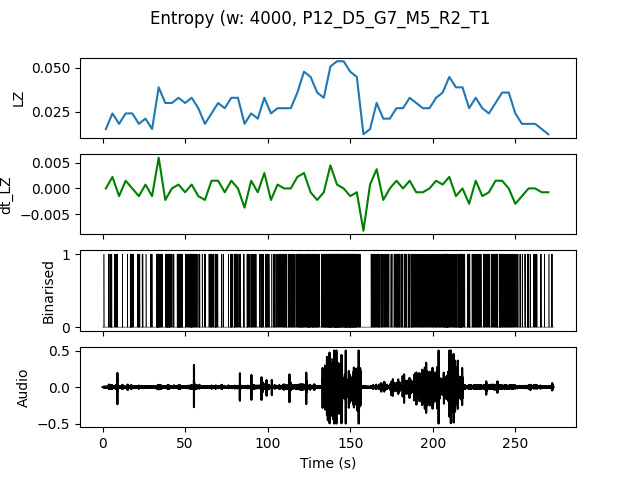 Entropy (w: 4000, P12_D5_G7_M5_R2_T1
0.050
0.025
LZ
0.005
0.000
−0.005
dt_LZ
1
0
Binarised
0.5
0.0
−0.5
Audio
0 50 100 150 200 250
Time (s)